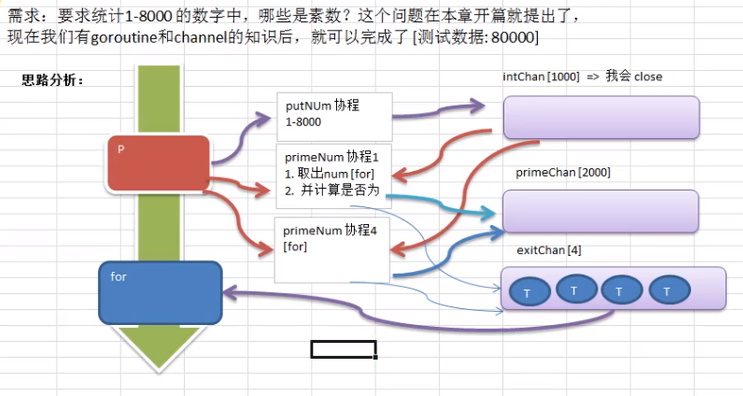 需求：要求统计1-8000 的数字中，哪些是素数？这个问题在本章开篇就提出了，
现在我们有goroutine和channel的知识后，就可以完成了 [测试数据: 80000]
思路分析：
intChan [1000] => 我会 close
putNUm 协程
1-8000
P
primeNum 协程1
1. 取出num [for]
2. 并计算是否为
primeChan [2000]
primeNum 协程4
[for]
exitChan [4]
for
T T T T